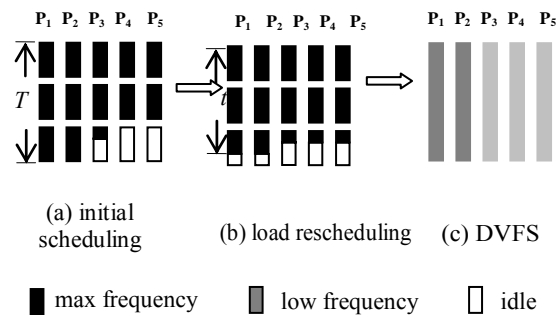 P1 P2 P3 P4 P5
P1 P2 P3 P4 P5
P1 P2 P3 P4 P5
T
t
(a) initial
scheduling
(b) load rescheduling
(c) DVFS
max frequency
low frequency
idle